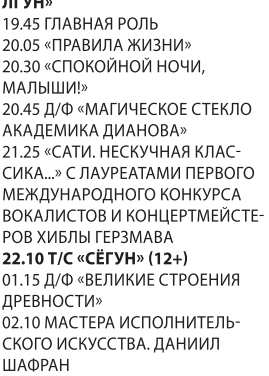 ЛГУН»
19.45 ГЛАВНАЯ РОЛЬ
20.05 «ПРАВИЛА ЖИЗНИ»
20.30 «СПОКОЙНОЙ НОЧИ,
МАЛЫШИ!»
20.45 Д/Ф «МАГИЧЕСКОЕ СТЕКЛО
АКАДЕМИКА ДИАНОВА»
21.25 «САТИ. НЕСКУЧНАЯ КЛАС-
СИКА...» С ЛАУРЕАТАМИ ПЕРВОГО
МЕЖДУНАРОДНОГО КОНКУРСА
ВОКАЛИСТОВ И КОНЦЕРТМЕЙСТЕ-
РОВ ХИБЛЫ ГЕРЗМАВА
22.10 Т/С «СЁГУН» (12+)
01.15 Д/Ф «ВЕЛИКИЕ СТРОЕНИЯ
ДРЕВНОСТИ»
02.10 МАСТЕРА ИСПОЛНИТЕЛЬ-
СКОГО ИСКУССТВА. ДАНИИЛ
ШАФРАН